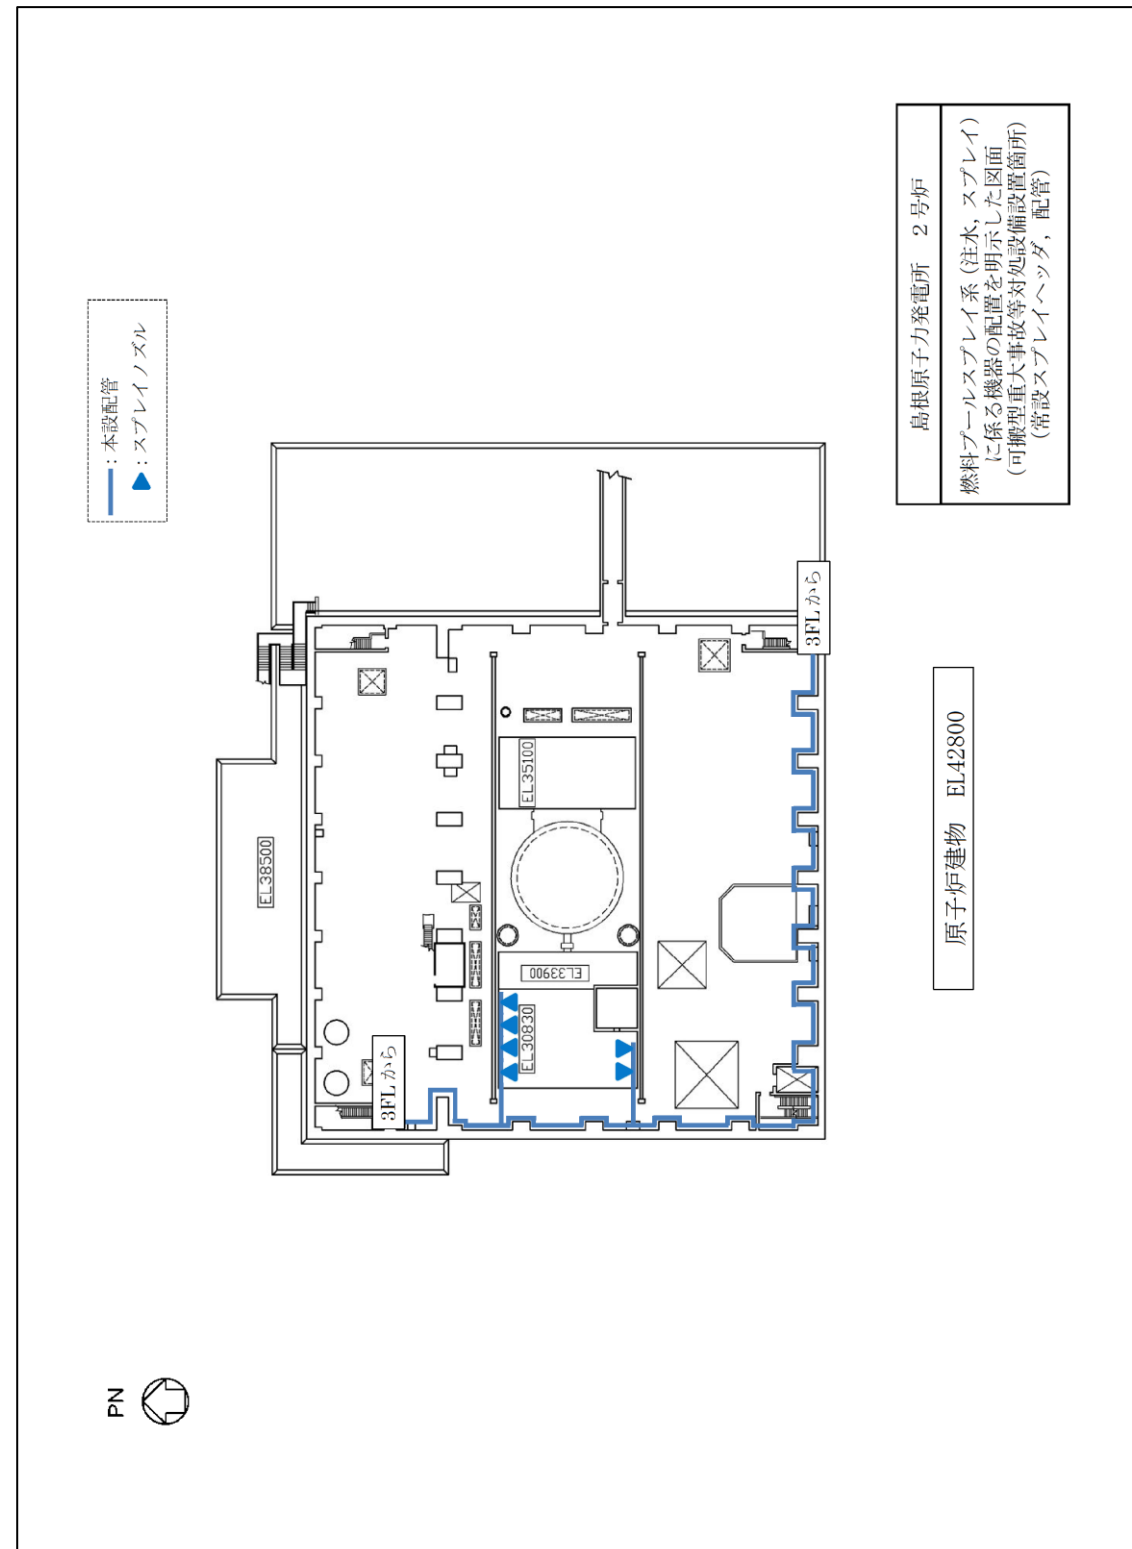 PN
：本設配管
：スプレイノズル
EL38500
3FLから
EL35100
EL33900
EL30830
3FLから
原子炉建物　EL42800
島根原子力発電所　２号炉
燃料プールスプレイ系（注水，スプレイ）
に係る機器の配置を明示した図面
（可搬型重大事故等対処設備設置箇所）
（常設スプレイヘッダ，配管）